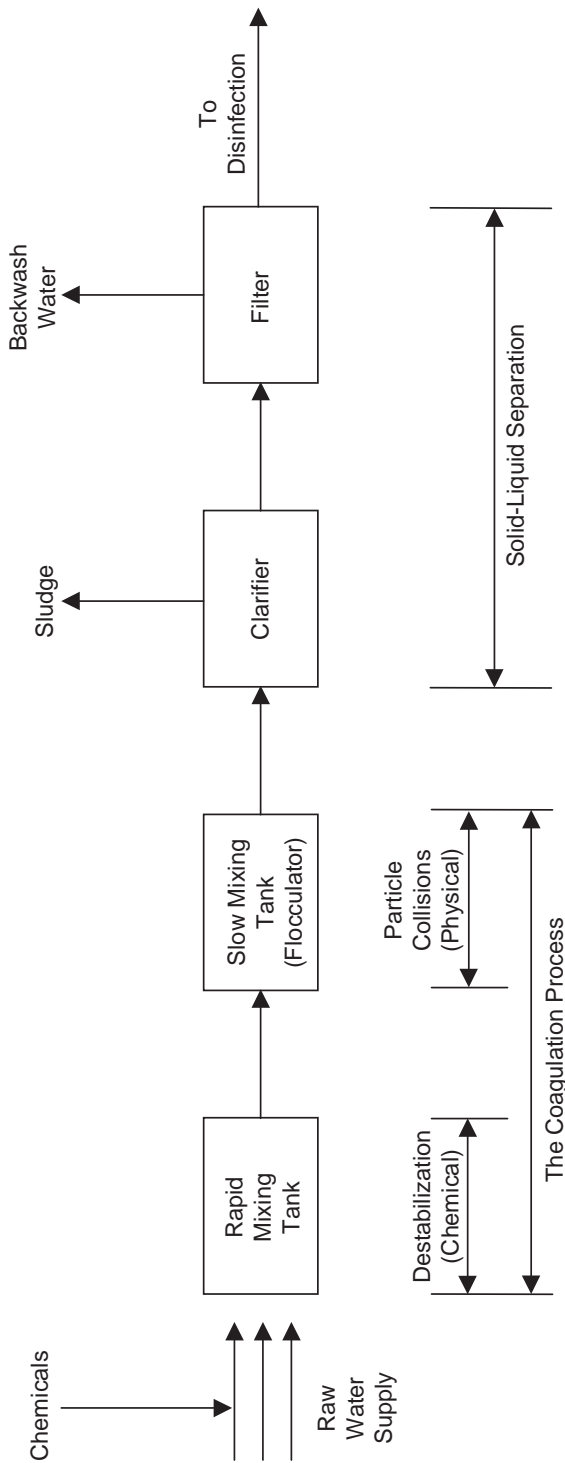 Chemicals
Raw
Water
Supply
Rapid
Mixing
Tank
Slow Mixing
Tank
(Flocculator)
Sludge
Clarifier
Backwash
Water
Filter
To
Disinfection
Destabilization
(Chemical)
Particle
Collisions
(Physical)
The Coagulation Process
Solid-Liquid Separation